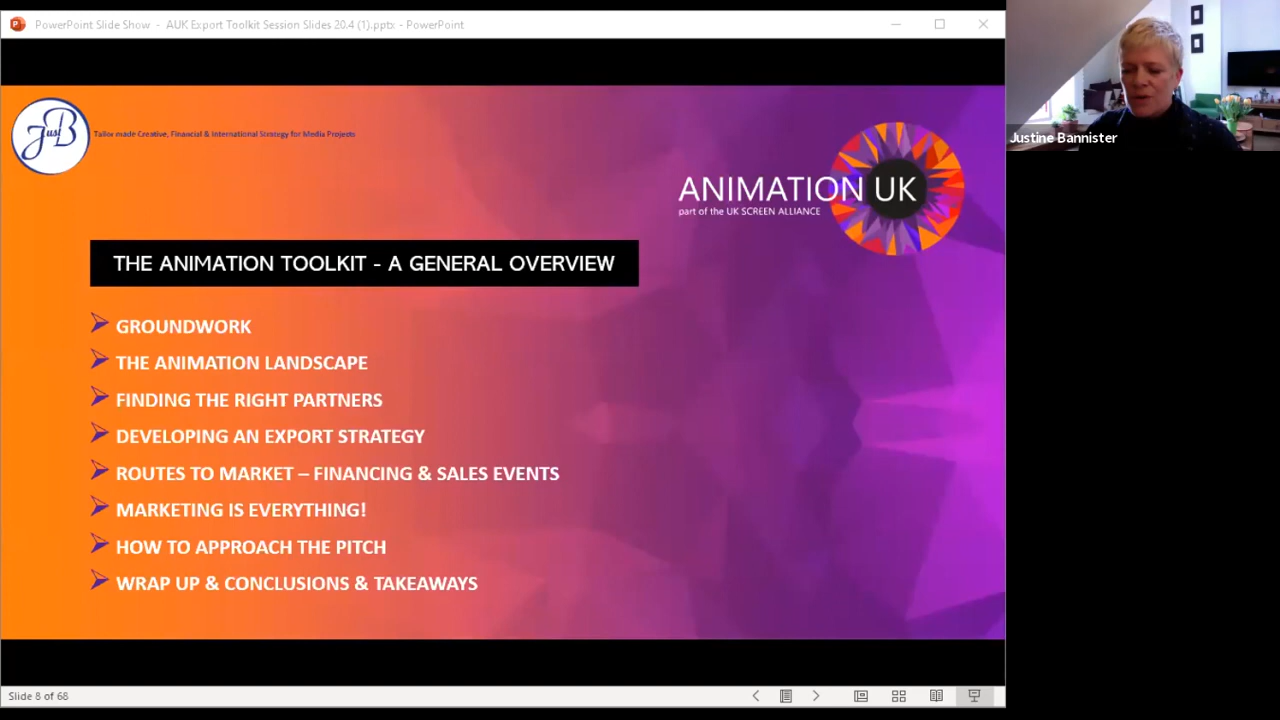 PowerPoint Slide Show - AUK Export Toolkit Session Slides 20.4 (1).pptx - PowerPoint
Justine Bannister
Just B
Tailor made Creative, Financial & International Strategy for Media Projects
ANIMATION UK
part of the UK SCREEN ALLIANCE
THE ANIMATION TOOLKIT - A GENERAL OVERVIEW
GROUNDWORK
THE ANIMATION LANDSCAPE
FINDING THE RIGHT PARTNERS
DEVELOPING AN EXPORT STRATEGY
ROUTES TO MARKET – FINANCING & SALES EVENTS
MARKETING IS EVERYTHING!
HOW TO APPROACH THE PITCH
WRAP UP & CONCLUSIONS & TAKEAWAYS
Slide 8 of 68